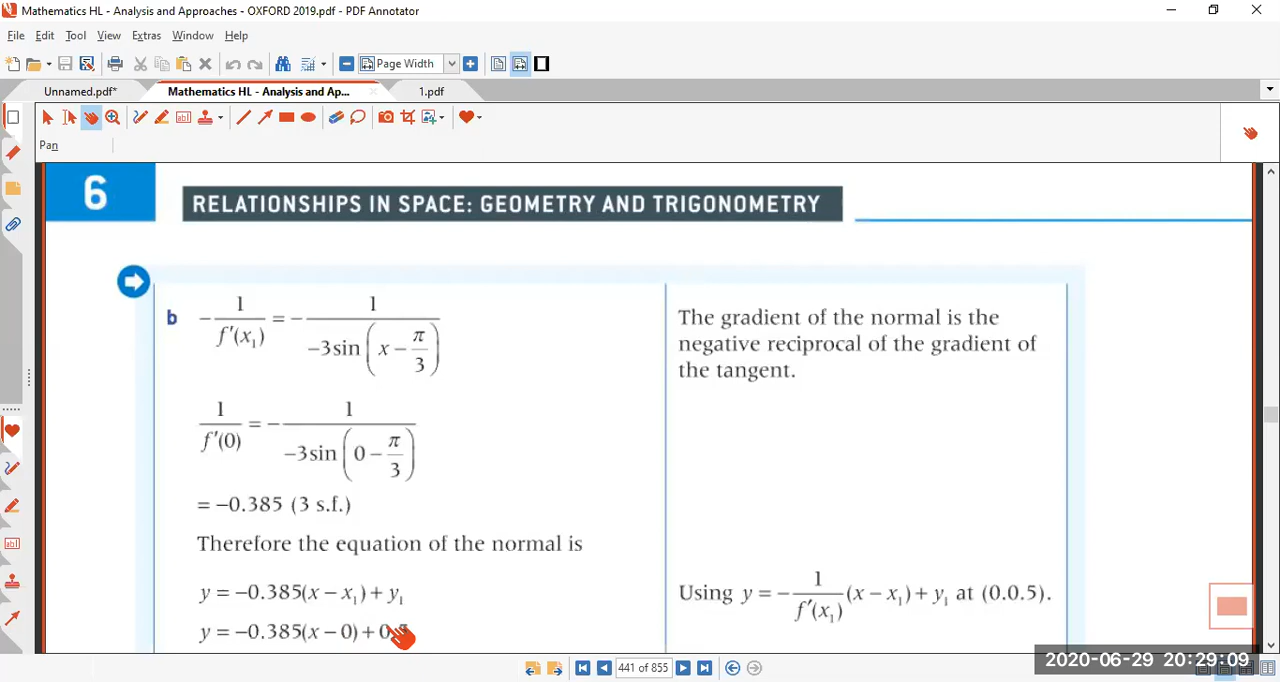 Mathematics HL - Analysis and Approaches - OXFORD 2019.pdf - PDF Annotator
File Edit Tool View Extras Window Help
Page Width
Unnamed.pdf* Mathematics HL - Analysis and Ap... 1.pdf
Pan
6 RELATIONSHIPS IN SPACE: GEOMETRY AND TRIGONOMETRY
b −1/f′(x₁) = −1/(−3sin(x − π/3))
The gradient of the normal is the
negative reciprocal of the gradient of
the tangent.
1/f′(0) = −1/(−3sin(0 − π/3))
= −0.385 (3 s.f.)
Therefore the equation of the normal is
y = −0.385(x − x₁) + y₁
Using y = −1/f′(x₁) (x − x₁) + y₁ at (0.0.5).
y = −0.385(x − 0) +
441 of 855
2020-06-29 20:29:09